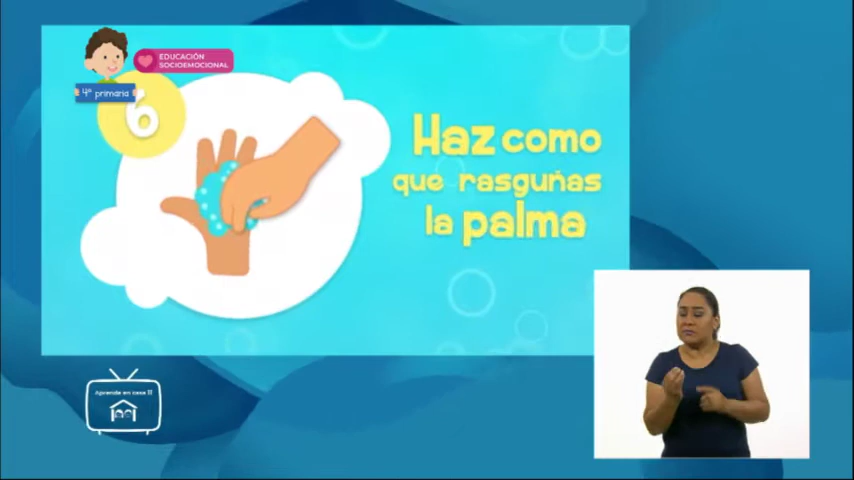 EDUCACIÓN
SOCIOEMOCIONAL
4° primaria
6
Haz como
que rasguñas
la palma
Aprende en casa II